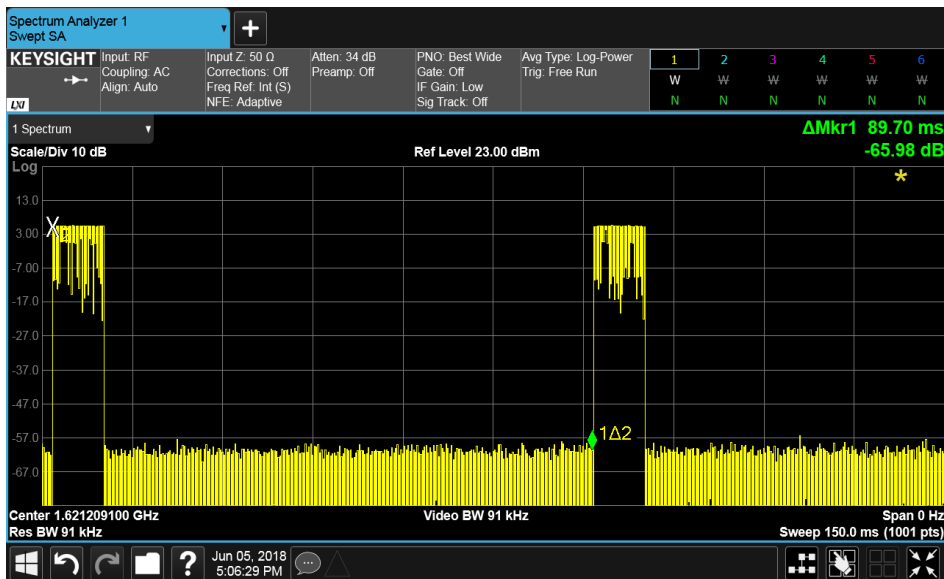 Spectrum Analyzer 1
Swept SA
+
KEYSIGHT
LXI
Input: RF
Coupling: AC
Align: Auto
Input Z: 50 Ω
Corrections: Off
Freq Ref: Int (S)
NFE: Adaptive
Atten: 34 dB
Preamp: Off
PNO: Best Wide
Gate: Off
IF Gain: Low
Sig Track: Off
Avg Type: Log-Power
Trig: Free Run
1 2 3 4 5 6
W W W W W W
N N N N N N
1 Spectrum
ΔMkr1 89.70 ms
-65.98 dB
Scale/Div 10 dB
Ref Level 23.00 dBm
Log
*
13.0
3.00
X2
-7.00
-17.0
-27.0
-37.0
-47.0
-57.0
1Δ2
-67.0
Center 1.621209100 GHz
Video BW 91 kHz
Span 0 Hz
Res BW 91 kHz
Sweep 150.0 ms (1001 pts)
?
Jun 05, 2018
5:06:29 PM